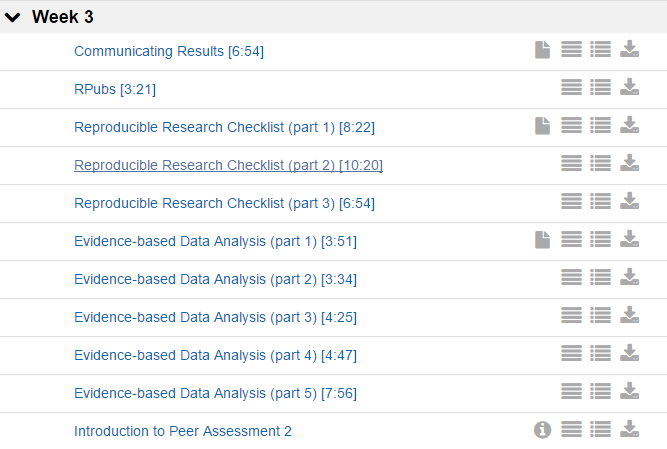 Week 3
Communicating Results [6:54]
RPubs [3:21]
Reproducible Research Checklist (part 1) [8:22]
Reproducible Research Checklist (part 2) [10:20]
Reproducible Research Checklist (part 3) [6:54]
Evidence-based Data Analysis (part 1) [3:51]
Evidence-based Data Analysis (part 2) [3:34]
Evidence-based Data Analysis (part 3) [4:25]
Evidence-based Data Analysis (part 4) [4:47]
Evidence-based Data Analysis (part 5) [7:56]
Introduction to Peer Assessment 2